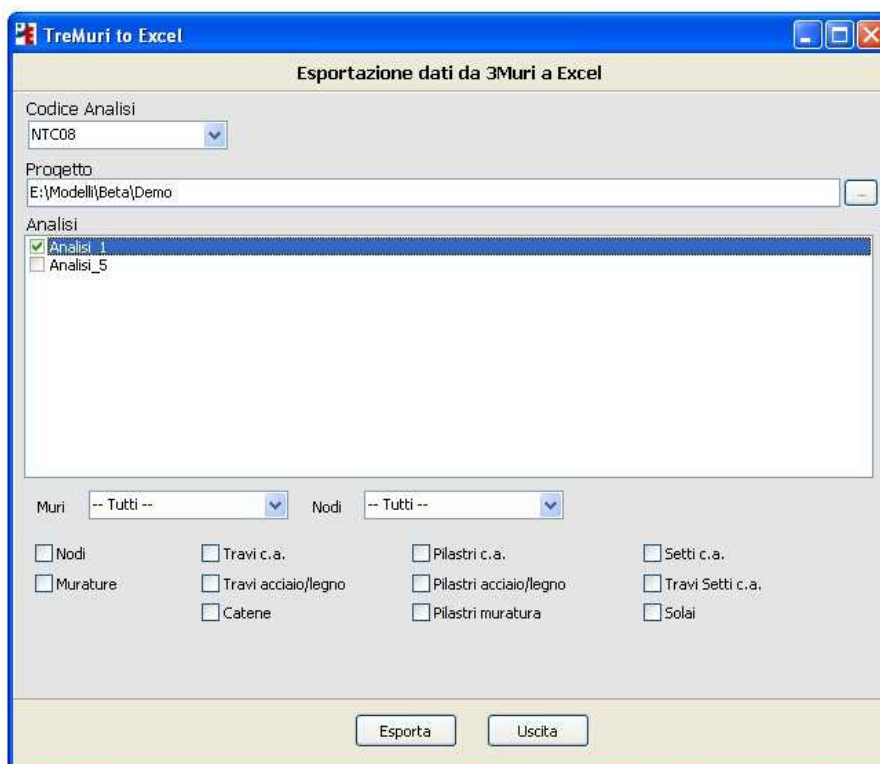 TreMuri to Excel
Esportazione dati da 3Muri a Excel
Codice Analisi
NTC08
Progetto
E:\Modelli\Beta\Demo
...
Analisi
Analisi_1
Analisi_5
Muri -- Tutti -- Nodi -- Tutti --
Nodi Travi c.a. Pilastri c.a. Setti c.a.
Murature Travi acciaio/legno Pilastri acciaio/legno Travi Setti c.a.
Catene Pilastri muratura Solai
Esporta Uscita